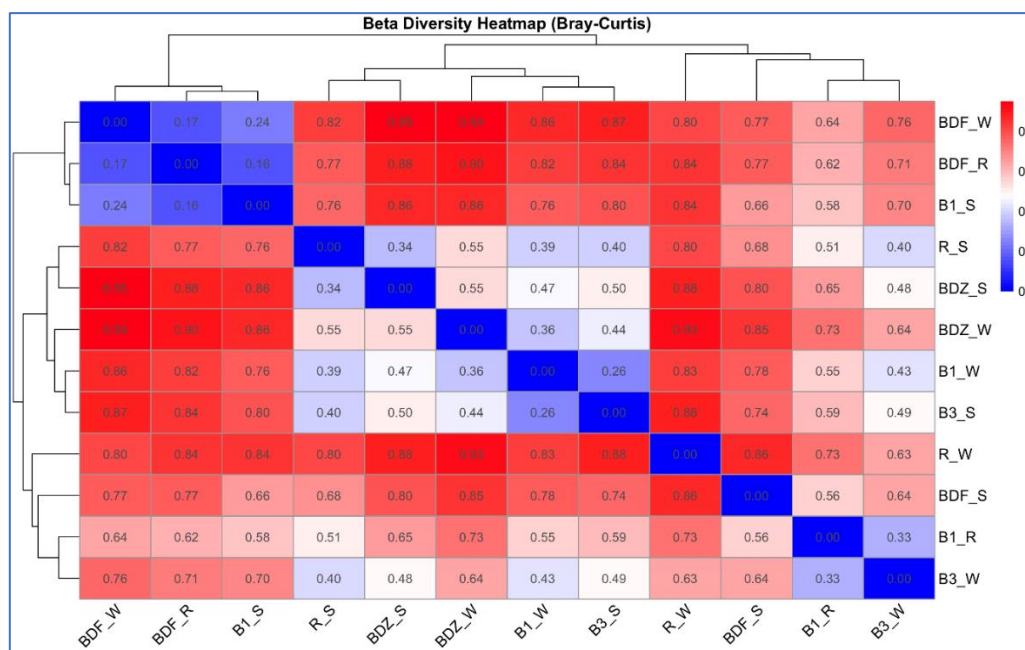 Beta Diversity Heatmap (Bray-Curtis)
0.00 0.17 0.24 0.82 0.86 0.87 0.80 0.77 0.64 0.76 BDF_W
0.17 0.00 0.16 0.77 0.88 0.82 0.84 0.84 0.77 0.62 0.71 BDF_R
0.24 0.16 0.00 0.76 0.86 0.86 0.76 0.80 0.84 0.66 0.58 0.70 B1_S
0.82 0.77 0.76 0.00 0.34 0.55 0.39 0.40 0.80 0.68 0.51 0.40 R_S
0.88 0.86 0.34 0.00 0.55 0.47 0.50 0.88 0.80 0.65 0.48 BDZ_S
0.86 0.55 0.55 0.00 0.36 0.44 0.85 0.73 0.64 BDZ_W
0.86 0.82 0.76 0.39 0.47 0.36 0.00 0.26 0.83 0.78 0.55 0.43 B1_W
0.87 0.84 0.80 0.40 0.50 0.44 0.26 0.00 0.88 0.74 0.59 0.49 B3_S
0.80 0.84 0.84 0.80 0.88 0.83 0.88 0.00 0.86 0.73 0.63 R_W
0.77 0.77 0.66 0.68 0.80 0.85 0.78 0.74 0.86 0.00 0.56 0.64 BDF_S
0.64 0.62 0.58 0.51 0.65 0.73 0.55 0.59 0.73 0.56 0.00 0.33 B1_R
0.76 0.71 0.70 0.40 0.48 0.64 0.43 0.49 0.63 0.64 0.33 0.00 B3_W
BDF_W BDF_R B1_S R_S BDZ_S BDZ_W B1_W B3_S R_W BDF_S B1_R B3_W